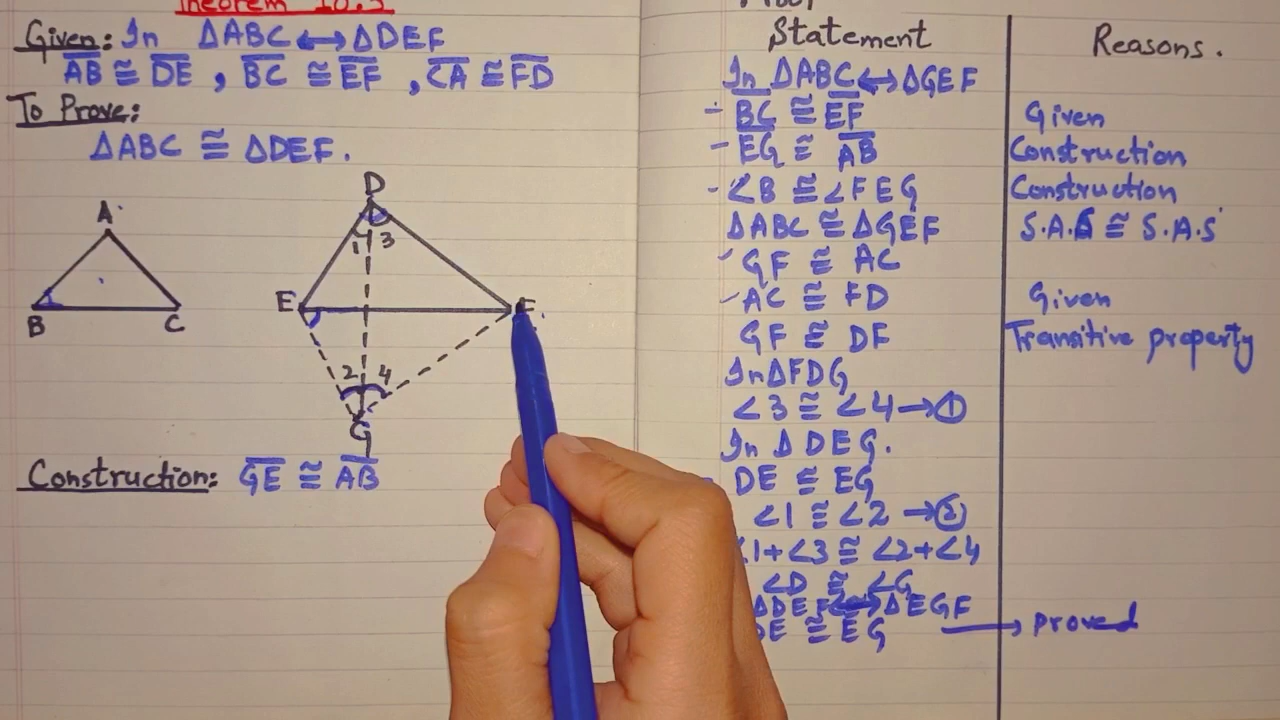 Theorem 10.3
Given: In ΔABC ↔ ΔDEF
AB ≅ DE , BC ≅ EF , CA ≅ FD
To Prove:
ΔABC ≅ ΔDEF.
A
B
C
D
1 3
E
F
2 4
G
Construction: GE ≅ AB
Statement
Reasons.
In ΔABC ↔ ΔGEF
- BC ≅ EF Given
- EG ≅ AB Construction
- ∠B ≅ ∠FEG Construction
ΔABC ≅ ΔGEF S.A.S ≅ S.A.S
- GF ≅ AC
- AC ≅ FD Given
GF ≅ DF Transitive property
In ΔFDG
∠3 ≅ ∠4 → ①
In ΔDEG.
DE ≅ EG
∠1 ≅ ∠2 → ②
∠1+∠3 ≅ ∠2+∠4
∠D ≅ ∠G
ΔDEF ↔ ΔEGF
DE ≅ EG → proved